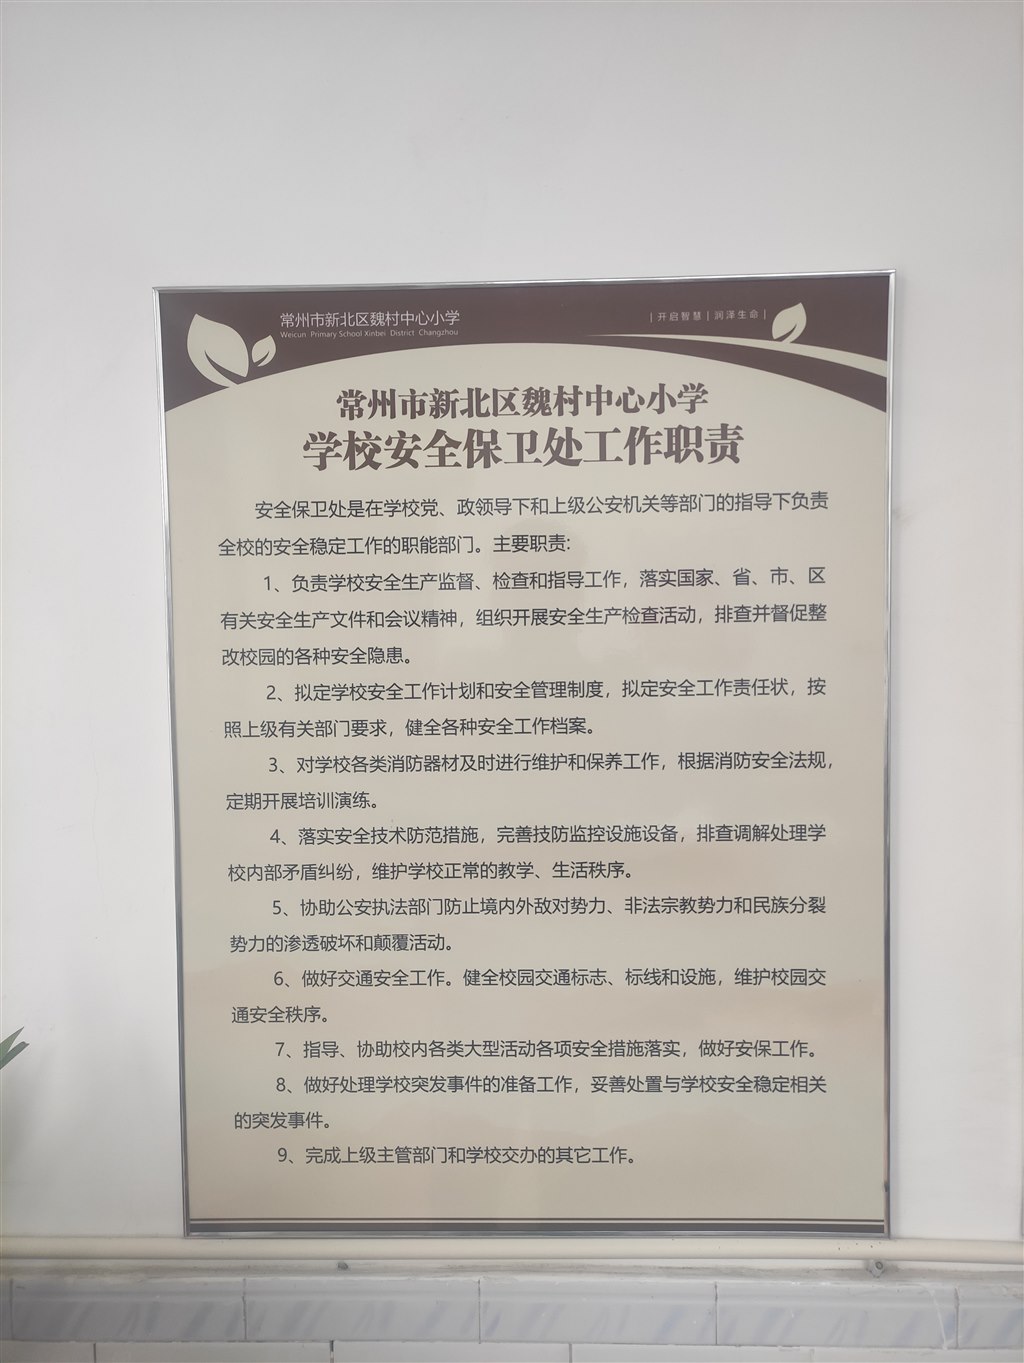 常州市新北区魏村中心小学
Weicun Primary School Xinbei District Changzhou
| 开启智慧 | 润泽生命 |
常州市新北区魏村中心小学
学校安全保卫处工作职责
安全保卫处是在学校党、政领导下和上级公安机关等部门的指导下负责
全校的安全稳定工作的职能部门。主要职责:
1、负责学校安全生产监督、检查和指导工作，落实国家、省、市、区
有关安全生产文件和会议精神，组织开展安全生产检查活动，排查并督促整
改校园的各种安全隐患。
2、拟定学校安全工作计划和安全管理制度，拟定安全工作责任状，按
照上级有关部门要求，健全各种安全工作档案。
3、对学校各类消防器材及时进行维护和保养工作，根据消防安全法规，
定期开展培训演练。
4、落实安全技术防范措施，完善技防监控设施设备，排查调解处理学
校内部矛盾纠纷，维护学校正常的教学、生活秩序。
5、协助公安执法部门防止境内外敌对势力、非法宗教势力和民族分裂
势力的渗透破坏和颠覆活动。
6、做好交通安全工作。健全校园交通标志、标线和设施，维护校园交
通安全秩序。
7、指导、协助校内各类大型活动各项安全措施落实，做好安保工作。
8、做好处理学校突发事件的准备工作，妥善处置与学校安全稳定相关
的突发事件。
9、完成上级主管部门和学校交办的其它工作。